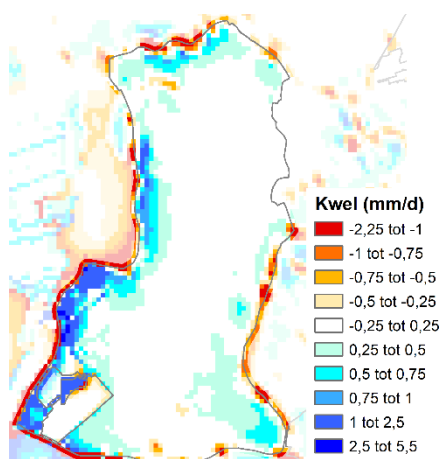 Kwel (mm/d)
-2,25 tot -1
-1 tot -0,75
-0,75 tot -0,5
-0,5 tot -0,25
-0,25 tot 0,25
0,25 tot 0,5
0,5 tot 0,75
0,75 tot 1
1 tot 2,5
2,5 tot 5,5